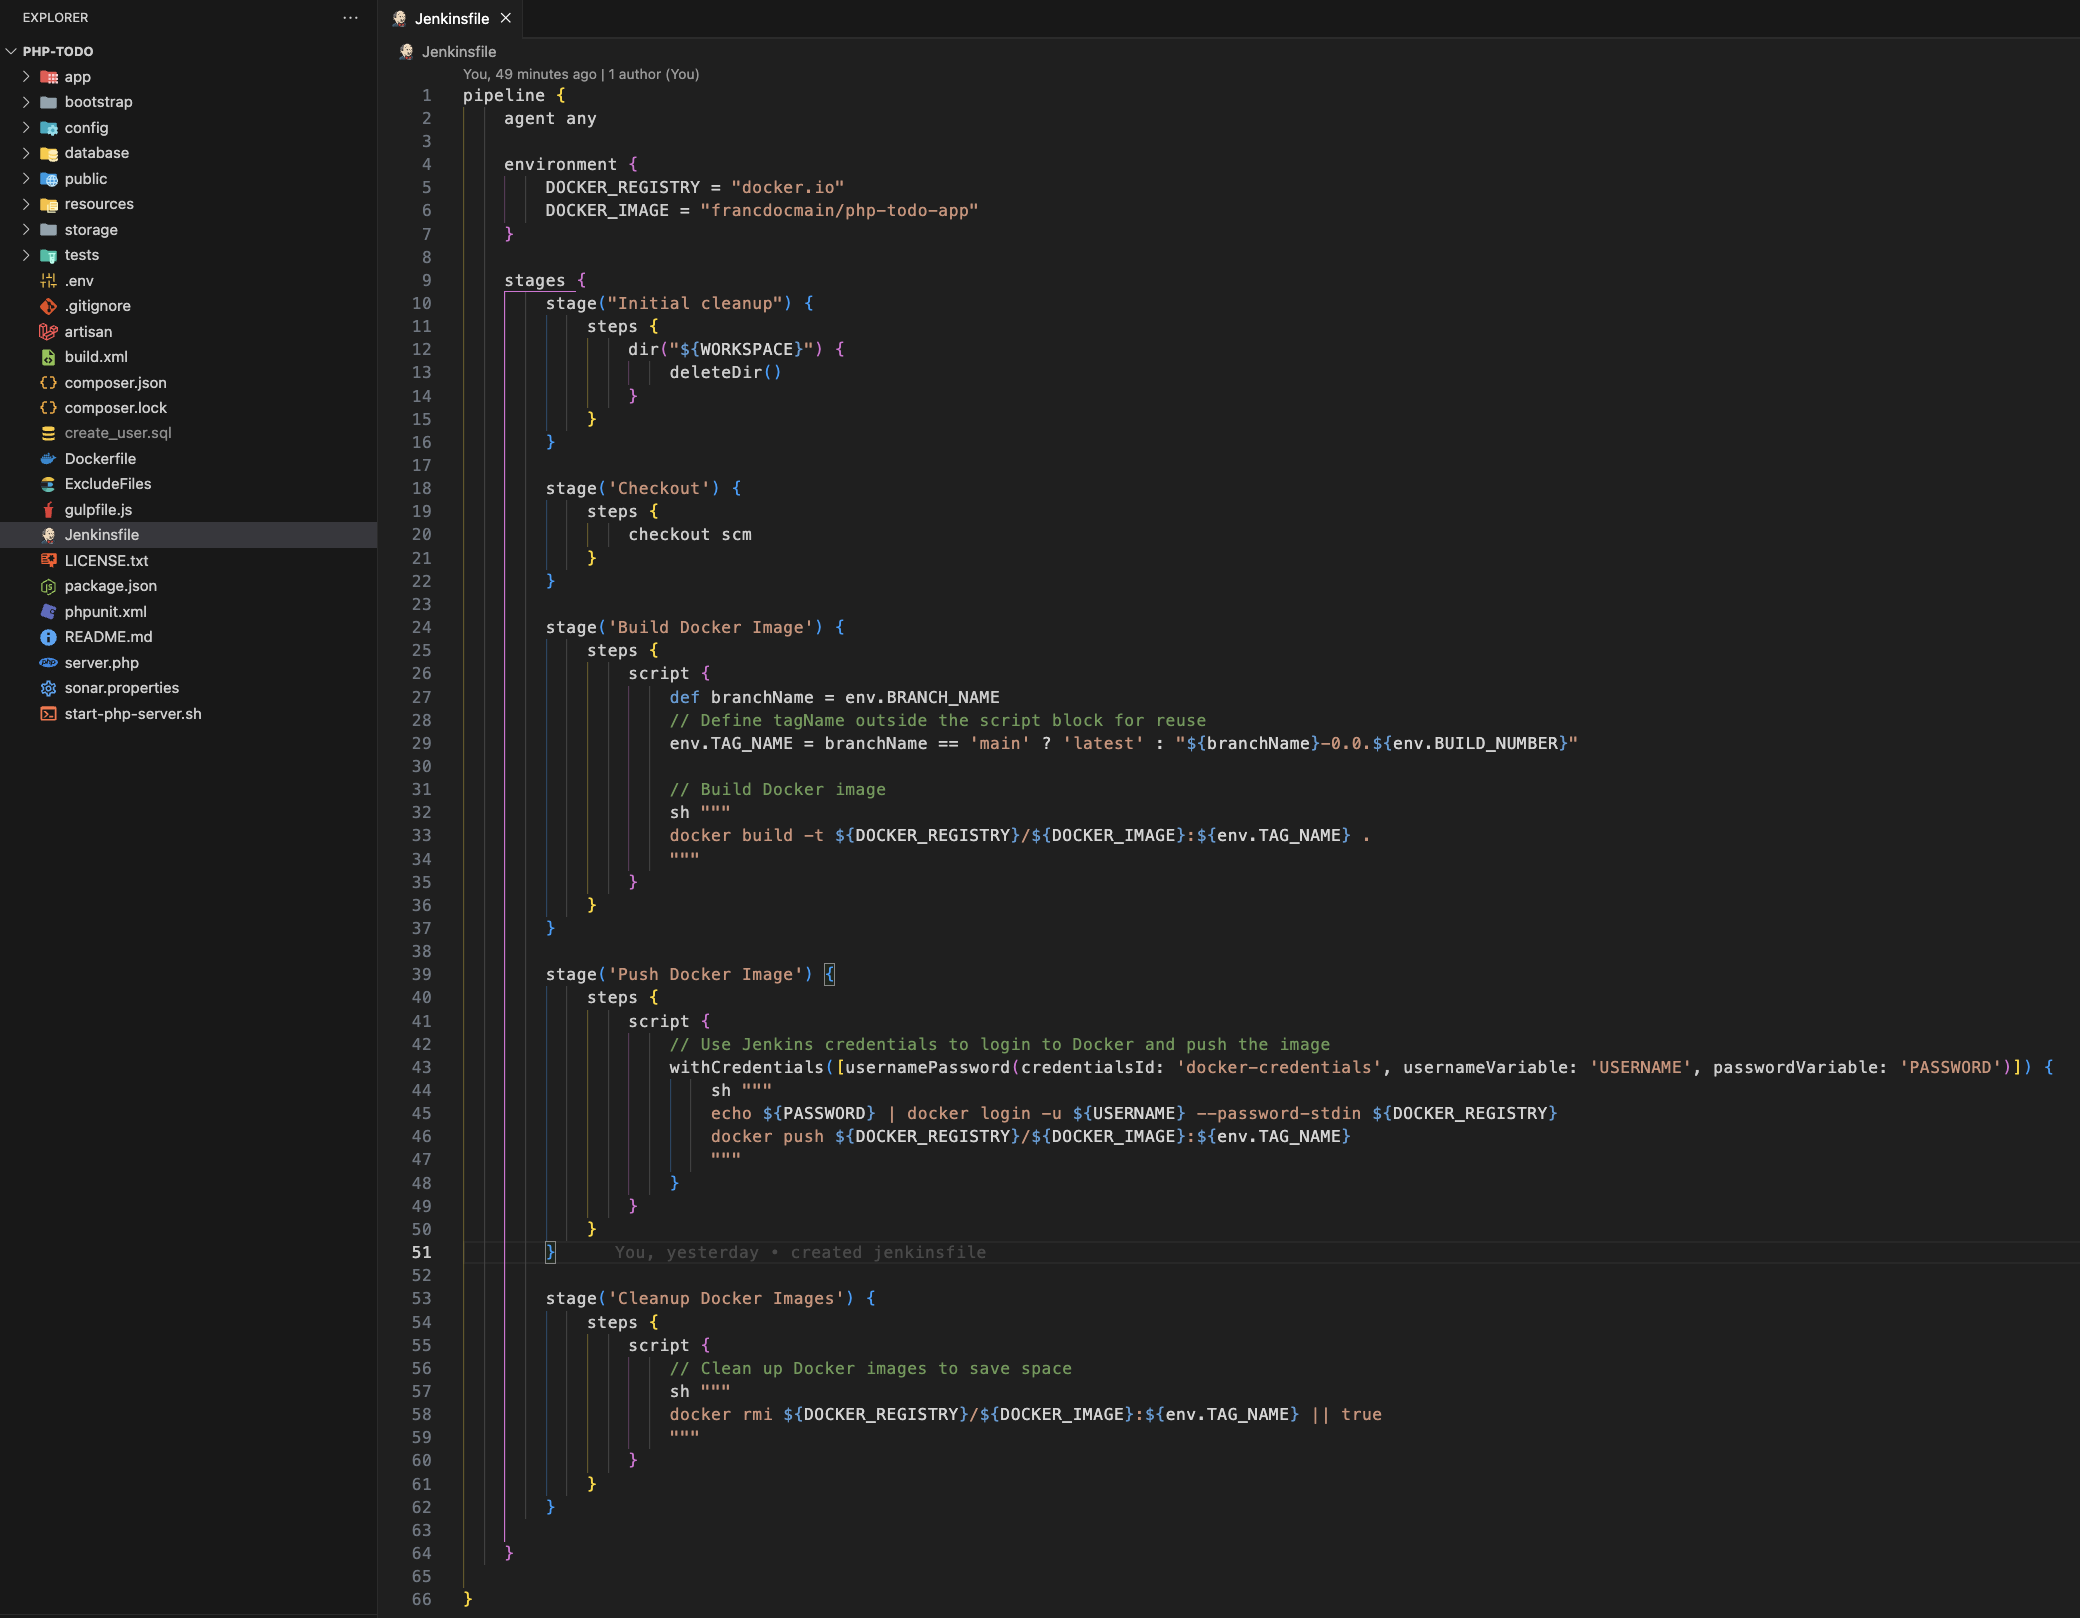 EXPLORER
PHP-TODO
app
bootstrap
config
database
public
resources
storage
tests
.env
.gitignore
artisan
build.xml
composer.json
composer.lock
create_user.sql
Dockerfile
ExcludeFiles
gulpfile.js
Jenkinsfile
LICENSE.txt
package.json
phpunit.xml
README.md
server.php
sonar.properties
start-php-server.sh
Jenkinsfile
Jenkinsfile
You, 49 minutes ago | 1 author (You)
1 pipeline {
2     agent any
3
4     environment {
5         DOCKER_REGISTRY = "docker.io"
6         DOCKER_IMAGE = "francdocmain/php-todo-app"
7     }
8
9     stages {
10         stage("Initial cleanup") {
11             steps {
12                 dir("${WORKSPACE}") {
13                     deleteDir()
14                 }
15             }
16         }
17
18         stage('Checkout') {
19             steps {
20                 checkout scm
21             }
22         }
23
24         stage('Build Docker Image') {
25             steps {
26                 script {
27                     def branchName = env.BRANCH_NAME
28                     // Define tagName outside the script block for reuse
29                     env.TAG_NAME = branchName == 'main' ? 'latest' : "${branchName}-0.0.${env.BUILD_NUMBER}"
30
31                     // Build Docker image
32                     sh """
33                     docker build -t ${DOCKER_REGISTRY}/${DOCKER_IMAGE}:${env.TAG_NAME} .
34                     """
35                 }
36             }
37         }
38
39         stage('Push Docker Image') {
40             steps {
41                 script {
42                     // Use Jenkins credentials to login to Docker and push the image
43                     withCredentials([usernamePassword(credentialsId: 'docker-credentials', usernameVariable: 'USERNAME', passwordVariable: 'PASSWORD')]) {
44                         sh """
45                         echo ${PASSWORD} | docker login -u ${USERNAME} --password-stdin ${DOCKER_REGISTRY}
46                         docker push ${DOCKER_REGISTRY}/${DOCKER_IMAGE}:${env.TAG_NAME}
47                         """
48                     }
49                 }
50             }
51         }      You, yesterday • created jenkinsfile
52
53         stage('Cleanup Docker Images') {
54             steps {
55                 script {
56                     // Clean up Docker images to save space
57                     sh """
58                     docker rmi ${DOCKER_REGISTRY}/${DOCKER_IMAGE}:${env.TAG_NAME} || true
59                     """
60                 }
61             }
62         }
63
64     }
65
66 }